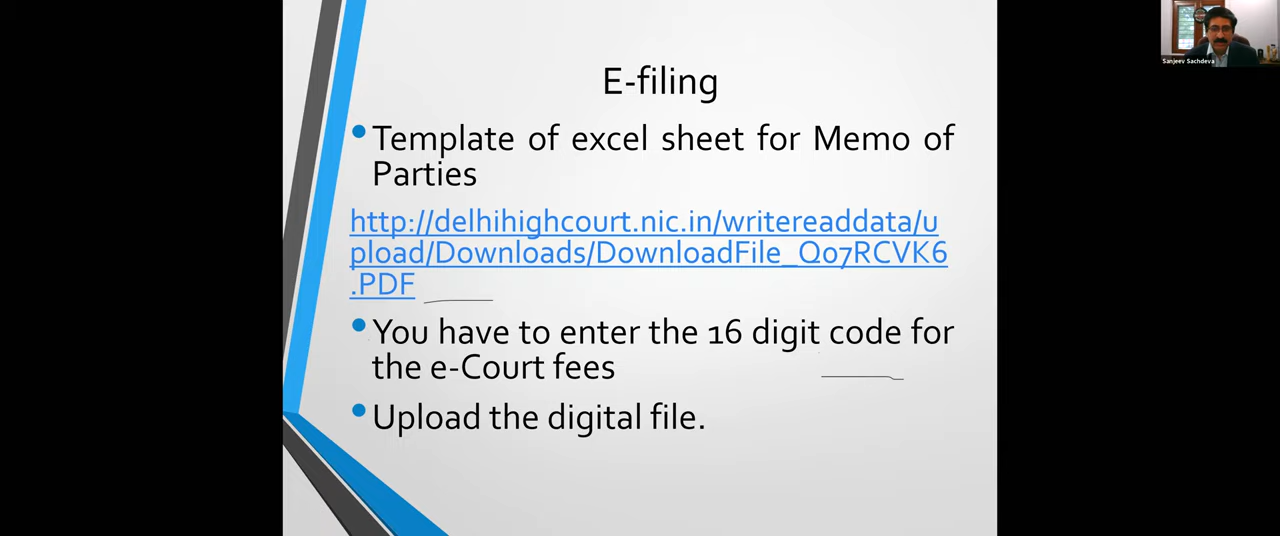 E-filing
Template of excel sheet for Memo of
Parties
http://delhihighcourt.nic.in/writereaddata/u
pload/Downloads/DownloadFile_Qo7RCVK6
.PDF
You have to enter the 16 digit code for
the e-Court fees
Upload the digital file.
Sanjeev Sachdeva